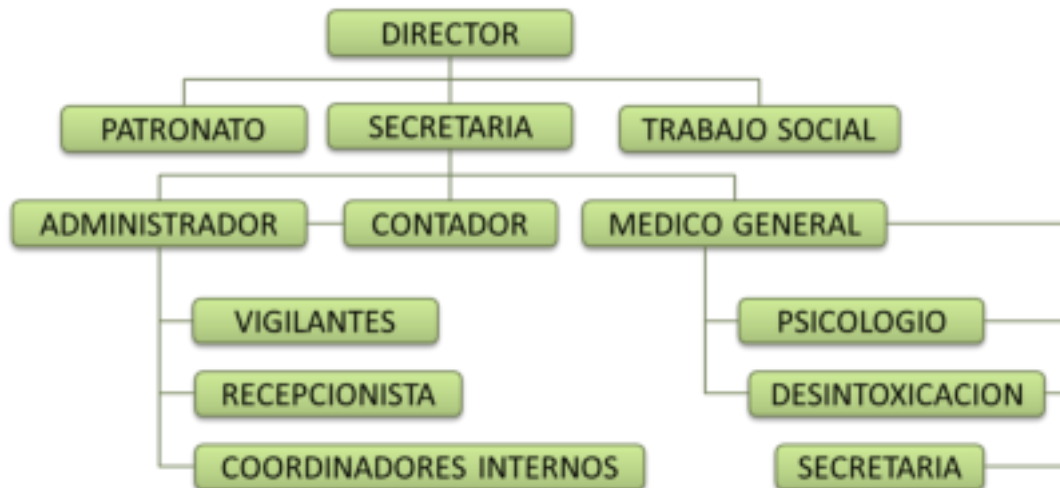 DIRECTOR
PATRONATO
SECRETARIA
TRABAJO SOCIAL
ADMINISTRADOR
CONTADOR
MEDICO GENERAL
VIGILANTES
PSICOLOGIO
RECEPCIONISTA
DESINTOXICACION
COORDINADORES INTERNOS
SECRETARIA